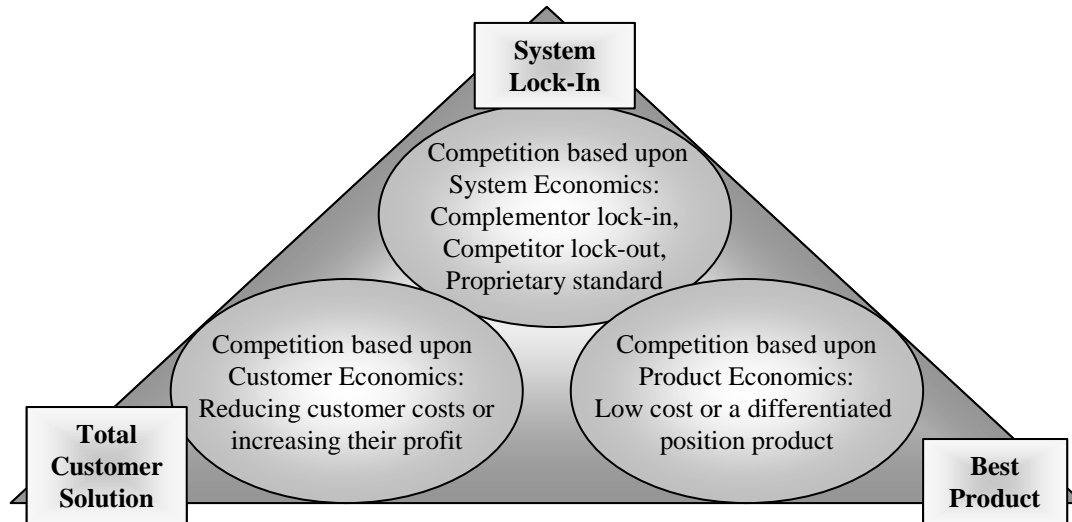 System
Lock-In
Competition based upon
System Economics:
Complementor lock-in,
Competitor lock-out,
Proprietary standard
Competition based upon
Customer Economics:
Reducing customer costs or
increasing their profit
Competition based upon
Product Economics:
Low cost or a differentiated
position product
Total
Customer
Solution
Best
Product